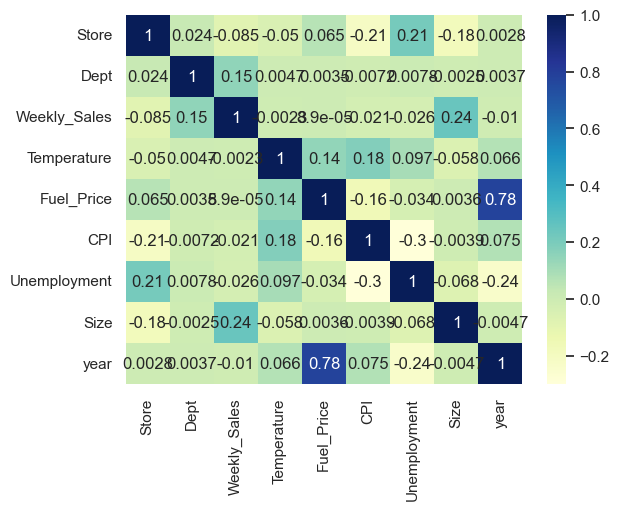 Store 1 0.024 -0.085 -0.05 0.065 -0.21 0.21 -0.18 0.0028
Dept 0.024 1 0.15 0.0047 0.0035 -0.0072 0.0078 -0.0025 0.0037
Weekly_Sales -0.085 0.15 1 -0.0023 -0.021 -0.026 0.24 -0.01
Temperature -0.05 0.0047 -0.0023 1 0.14 0.18 0.097 -0.058 0.066
Fuel_Price 0.065 0.0035 0.14 1 -0.16 -0.034 0.0036 0.78
CPI -0.21 -0.0072 -0.021 0.18 -0.16 1 -0.3 -0.0039 0.075
Unemployment 0.21 0.0078 -0.026 0.097 -0.034 -0.3 1 -0.068 -0.24
Size -0.18 -0.0025 0.24 -0.058 0.0036 -0.0039 -0.068 1 -0.0047
year 0.0028 0.0037 -0.01 0.066 0.78 0.075 -0.24 -0.0047 1
Store
Dept
Weekly_Sales
Temperature
Fuel_Price
CPI
Unemployment
Size
year
1.0
0.8
0.6
0.4
0.2
0.0
−0.2